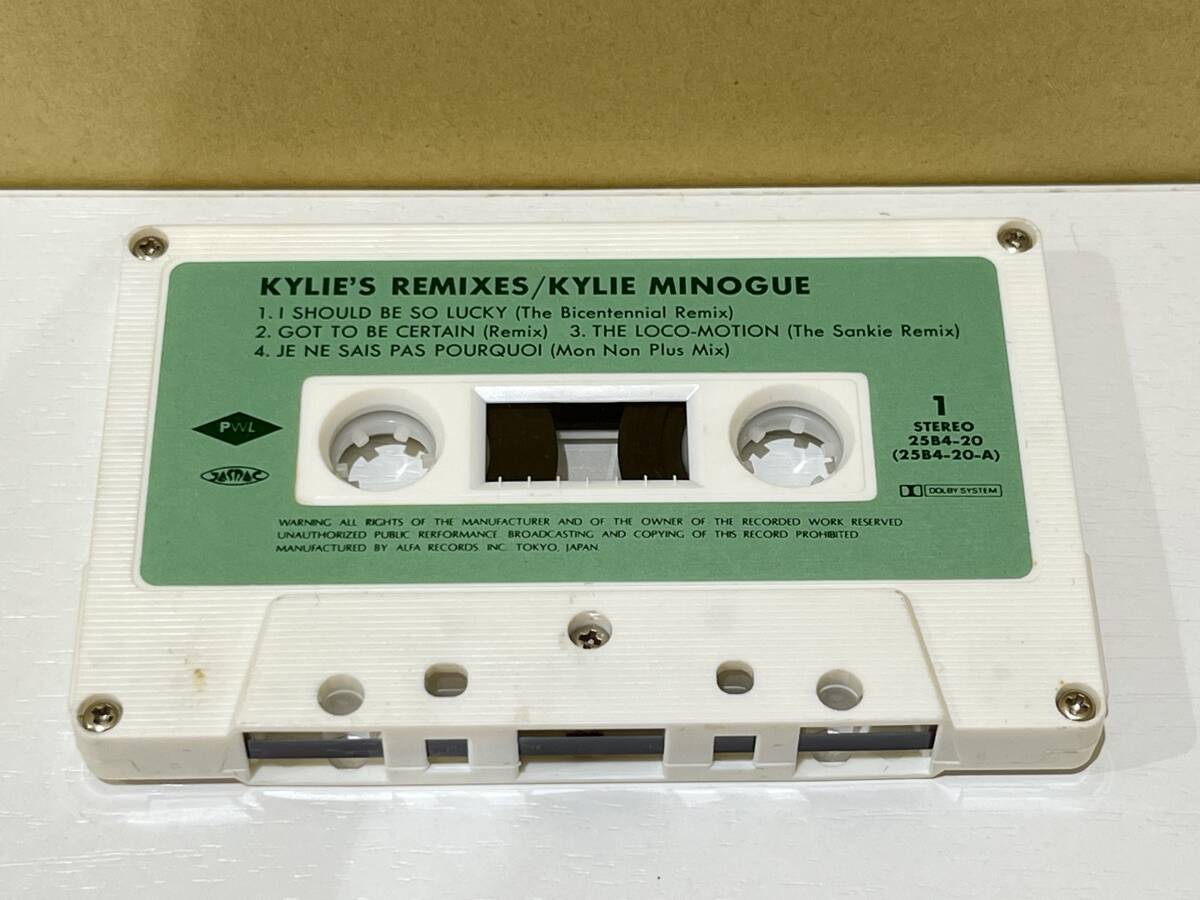 KYLIE'S REMIXES/KYLIE MINOGUE
1. I SHOULD BE SO LUCKY (The Bicentennial Remix)
2. GOT TO BE CERTAIN (Remix) 3. THE LOCO-MOTION (The Sankie Remix)
4. JE NE SAIS PAS POURQUOI (Mon Non Plus Mix)
PWL
JASRAC
1
STEREO
25B4-20
(25B4-20-A)
DOLBY SYSTEM
WARNING ALL RIGHTS OF THE MANUFACTURER AND OF THE OWNER OF THE RECORDED WORK RESERVED
UNAUTHORIZED PUBLIC RERFORMANCE BROADCASTING AND COPYING OF THIS RECORD PROHIBITED
MANUFACTURED BY ALFA RECORDS. INC. TOKYO, JAPAN.